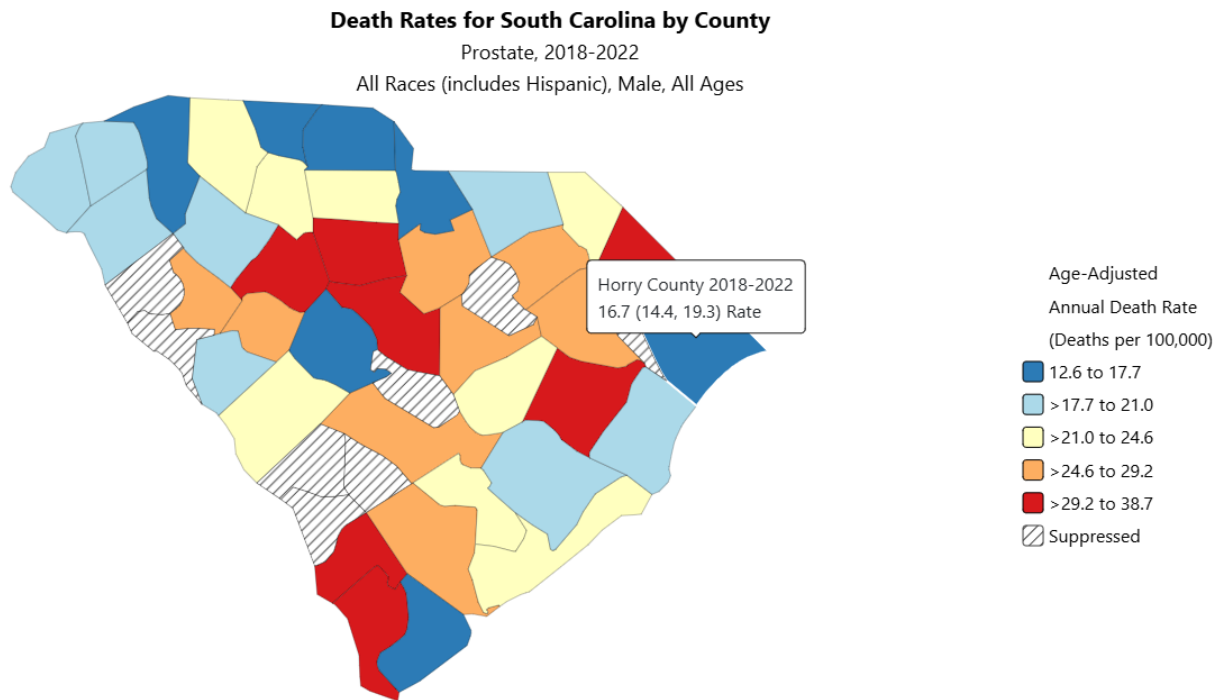 Death Rates for South Carolina by County
Prostate, 2018-2022
All Races (includes Hispanic), Male, All Ages
Horry County 2018-2022
16.7 (14.4, 19.3) Rate
Age-Adjusted
Annual Death Rate
(Deaths per 100,000)
12.6 to 17.7
>17.7 to 21.0
>21.0 to 24.6
>24.6 to 29.2
>29.2 to 38.7
Suppressed